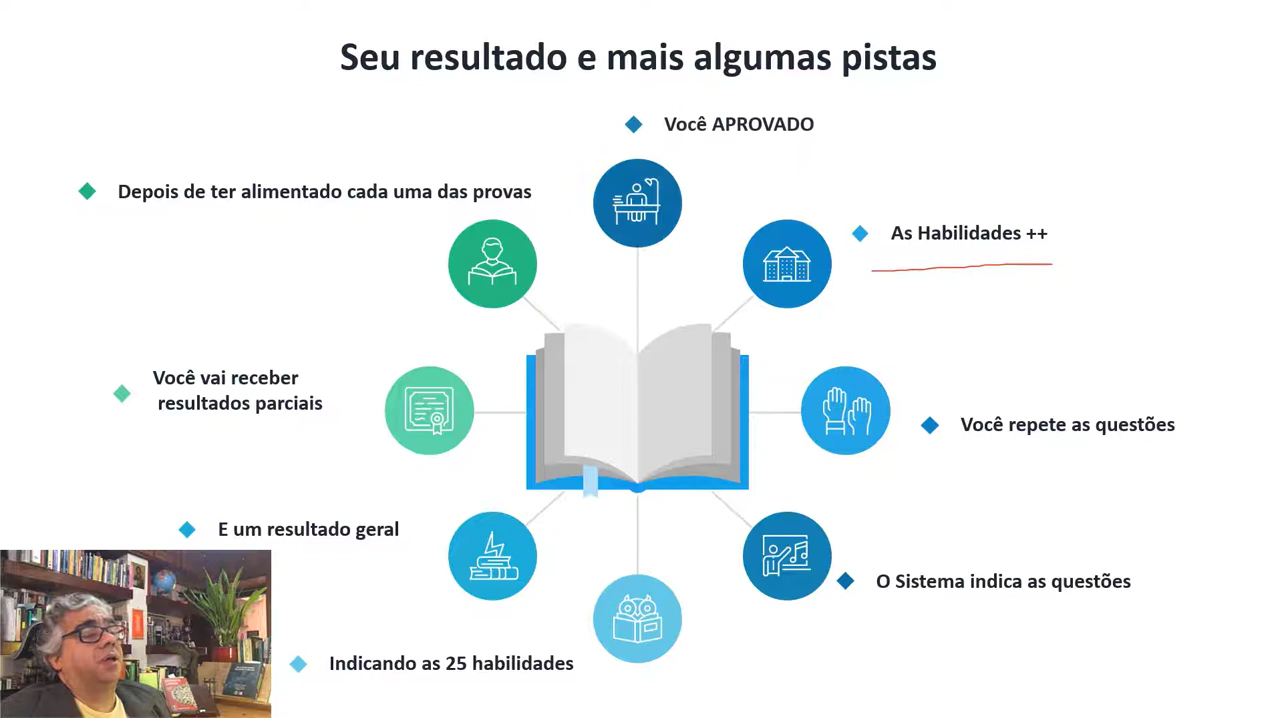 Seu resultado e mais algumas pistas
Você APROVADO
Depois de ter alimentado cada uma das provas
As Habilidades ++
Você vai receber
resultados parciais
Você repete as questões
E um resultado geral
O Sistema indica as questões
Indicando as 25 habilidades